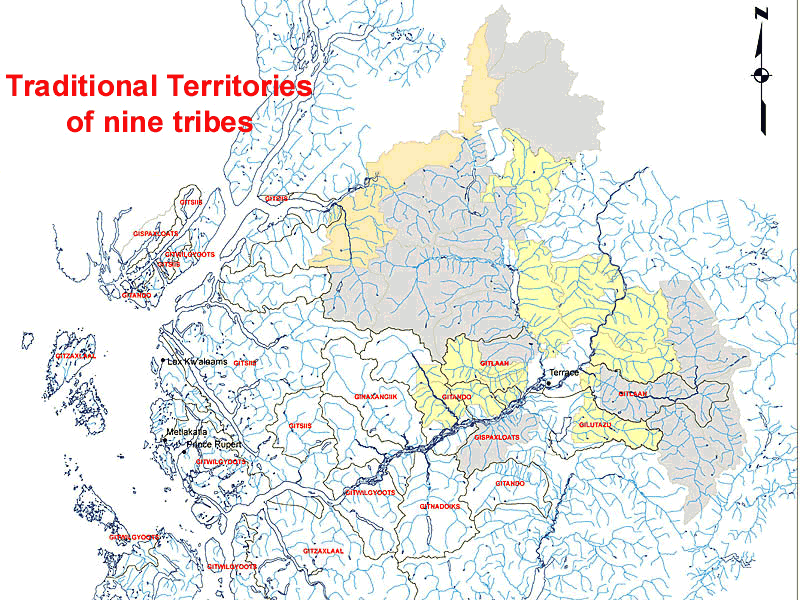 N
Traditional Territories
of nine tribes
GITSIIS
GITSIIS
GISPAXLOATS
GITWILGYOOTS
GITSIIS
GITANDO
GITZAXLAAL
Lax Kw'alaams
GITSIIS
GITLAAN
Terrace
GITLAAN
GINAXANGIIK
GITANDO
GITSIIS
GILUTAZU
Metlakatla
GISPAXLOATS
Prince Rupert
GITWILGYOOTS
GITANDO
GITWILGYOOTS
GITNADOIKS
GITWILGYOOTS
GITZAXLAAL
GITWILGYOOTS